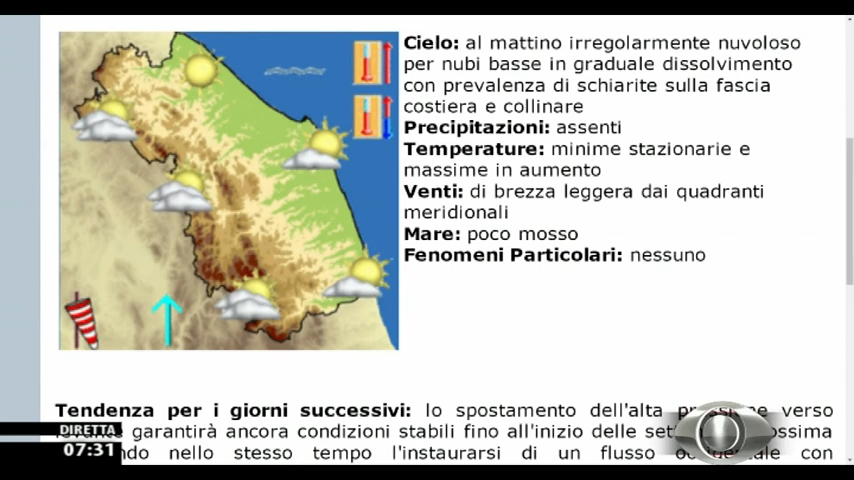 Cielo: al mattino irregolarmente nuvoloso
per nubi basse in graduale dissolvimento
con prevalenza di schiarite sulla fascia
costiera e collinare
Precipitazioni: assenti
Temperature: minime stazionarie e
massime in aumento
Venti: di brezza leggera dai quadranti
meridionali
Mare: poco mosso
Fenomeni Particolari: nessuno
Tendenza per i giorni successivi: lo spostamento dell'alta pressione verso
garantirà ancora condizioni stabili fino all'inizio delle
nello stesso tempo l'instaurarsi di un flusso con
DIRETTA
07:31